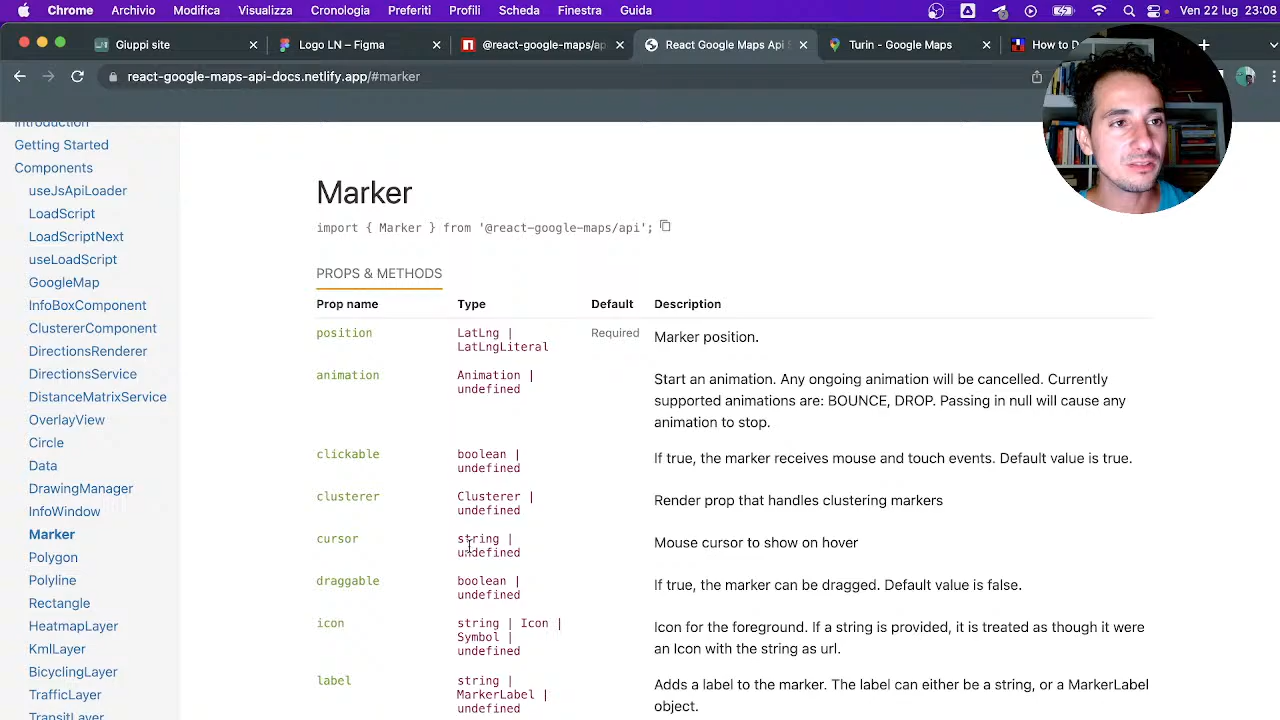 Chrome Archivio Modifica Visualizza Cronologia Preferiti Profili Scheda Finestra Guida Ven 22 lug 23:08
Giuppi site
Logo LN – Figma
@react-google-maps/ap
React Google Maps Api S
Turin - Google Maps
How to D
react-google-maps-api-docs.netlify.app/#marker
Introduction
Getting Started
Components
useJsApiLoader
LoadScript
LoadScriptNext
useLoadScript
GoogleMap
InfoBoxComponent
ClustererComponent
DirectionsRenderer
DirectionsService
DistanceMatrixService
OverlayView
Circle
Data
DrawingManager
InfoWindow
Marker
Polygon
Polyline
Rectangle
HeatmapLayer
KmlLayer
BicyclingLayer
TrafficLayer
TransitLayer
Marker
import { Marker } from '@react-google-maps/api';
PROPS & METHODS
Prop name Type Default Description
position LatLng | Required Marker position.
LatLngLiteral
animation Animation | Start an animation. Any ongoing animation will be cancelled. Currently
undefined supported animations are: BOUNCE, DROP. Passing in null will cause any
animation to stop.
clickable boolean | If true, the marker receives mouse and touch events. Default value is true.
undefined
clusterer Clusterer | Render prop that handles clustering markers
undefined
cursor string | Mouse cursor to show on hover
undefined
draggable boolean | If true, the marker can be dragged. Default value is false.
undefined
icon string | Icon | Icon for the foreground. If a string is provided, it is treated as though it were
Symbol | an Icon with the string as url.
undefined
label string | Adds a label to the marker. The label can either be a string, or a MarkerLabel
MarkerLabel | object.
undefined